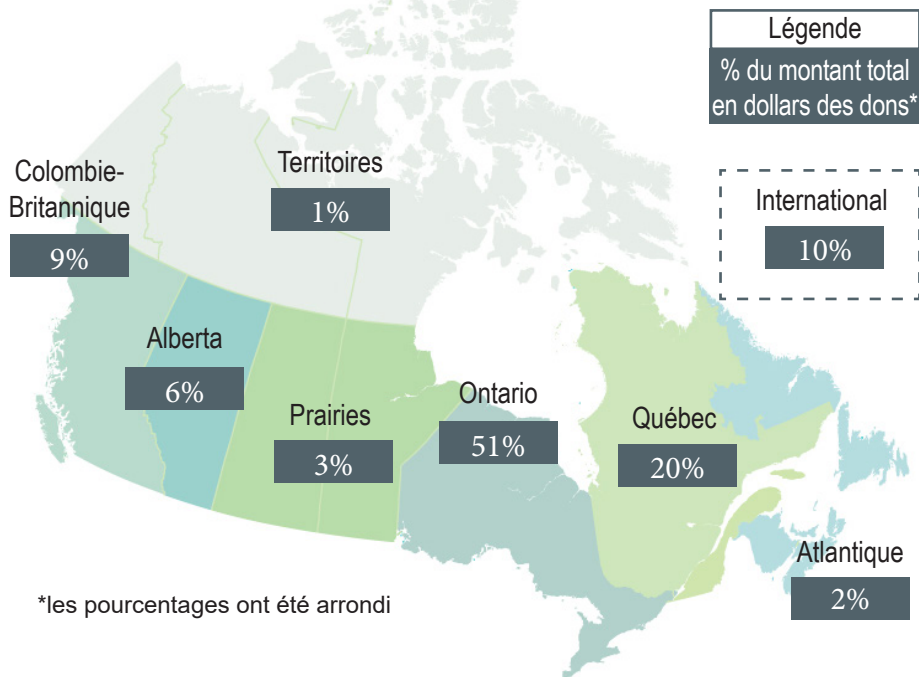 Légende
% du montant total
en dollars des dons*
Colombie-
Britannique
9%
Territoires
1%
International
10%
Alberta
6%
Prairies
3%
Ontario
51%
Québec
20%
Atlantique
2%
*les pourcentages ont été arrondi